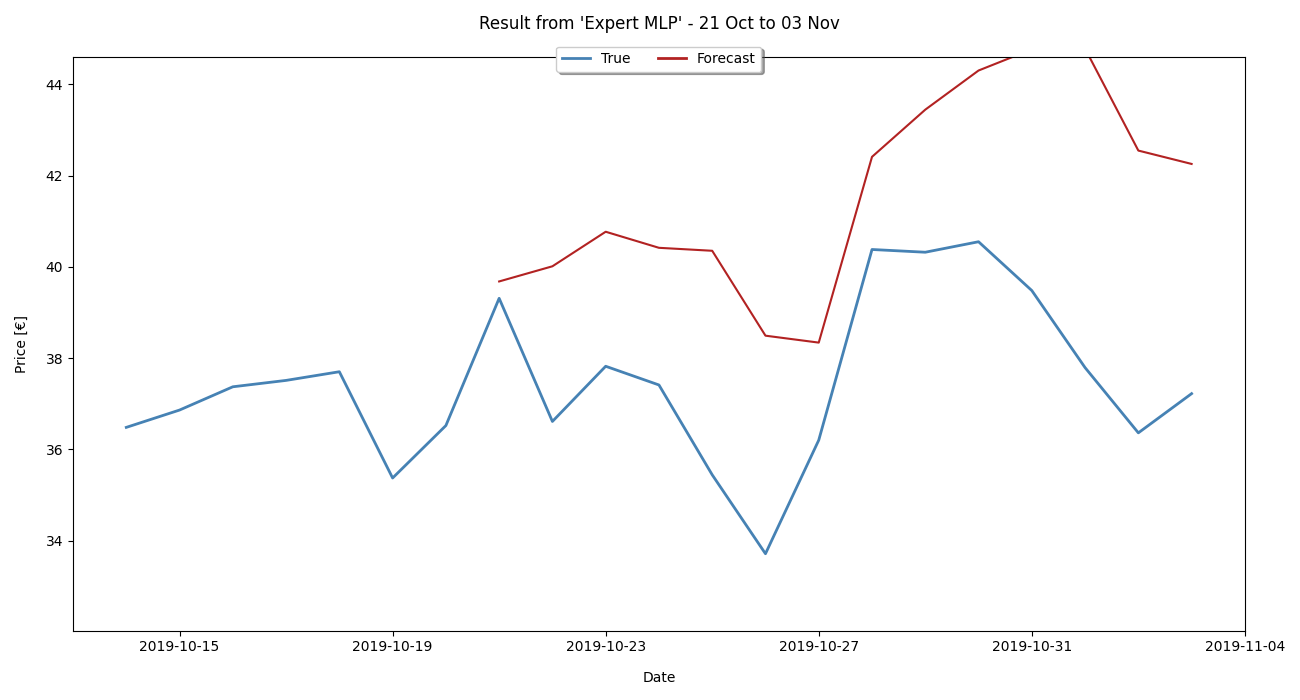 Result from 'Expert MLP' - 21 Oct to 03 Nov
True Forecast
44
42
40
38
36
34
Price [€]
2019-10-15 2019-10-19 2019-10-23 2019-10-27 2019-10-31 2019-11-04
Date